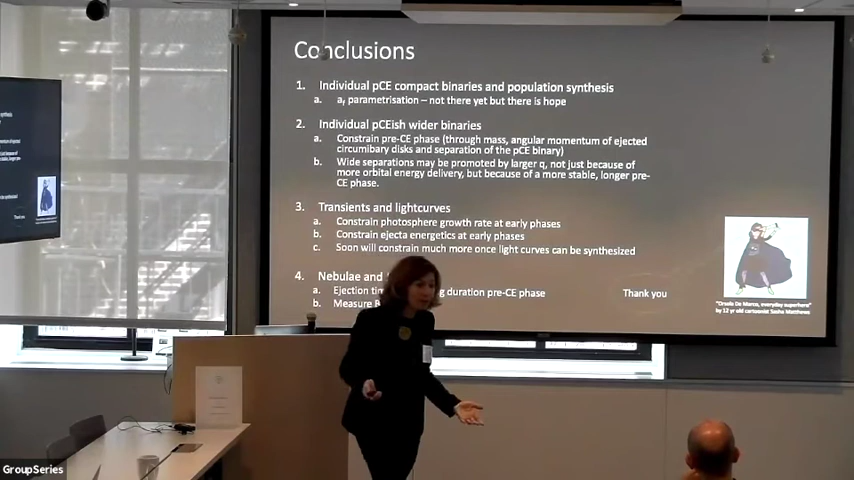 Conclusions
1. Individual pCE compact binaries and population synthesis
a. af parametrisation – not there yet but there is hope
2. Individual pCEish wider binaries
a. Constrain pre-CE phase (through mass, angular momentum of ejected
circumbinary disks and separation of the pCE binary)
b. Wide separations may be promoted by larger q, not just because of
more orbital energy delivery, but because of a more stable, longer pre-
CE phase.
3. Transients and lightcurves
a. Constrain photosphere growth rate at early phases
b. Constrain ejecta energetics at early phases
c. Soon will constrain much more once light curves can be synthesized
4. Nebulae and
a. Ejection duration pre-CE phase
b. Measure
Thank you
"Orsola De Marco, everyday superhero"
by 12 yr old cartoonist Sasha Matthews
Thank you
GroupSeries